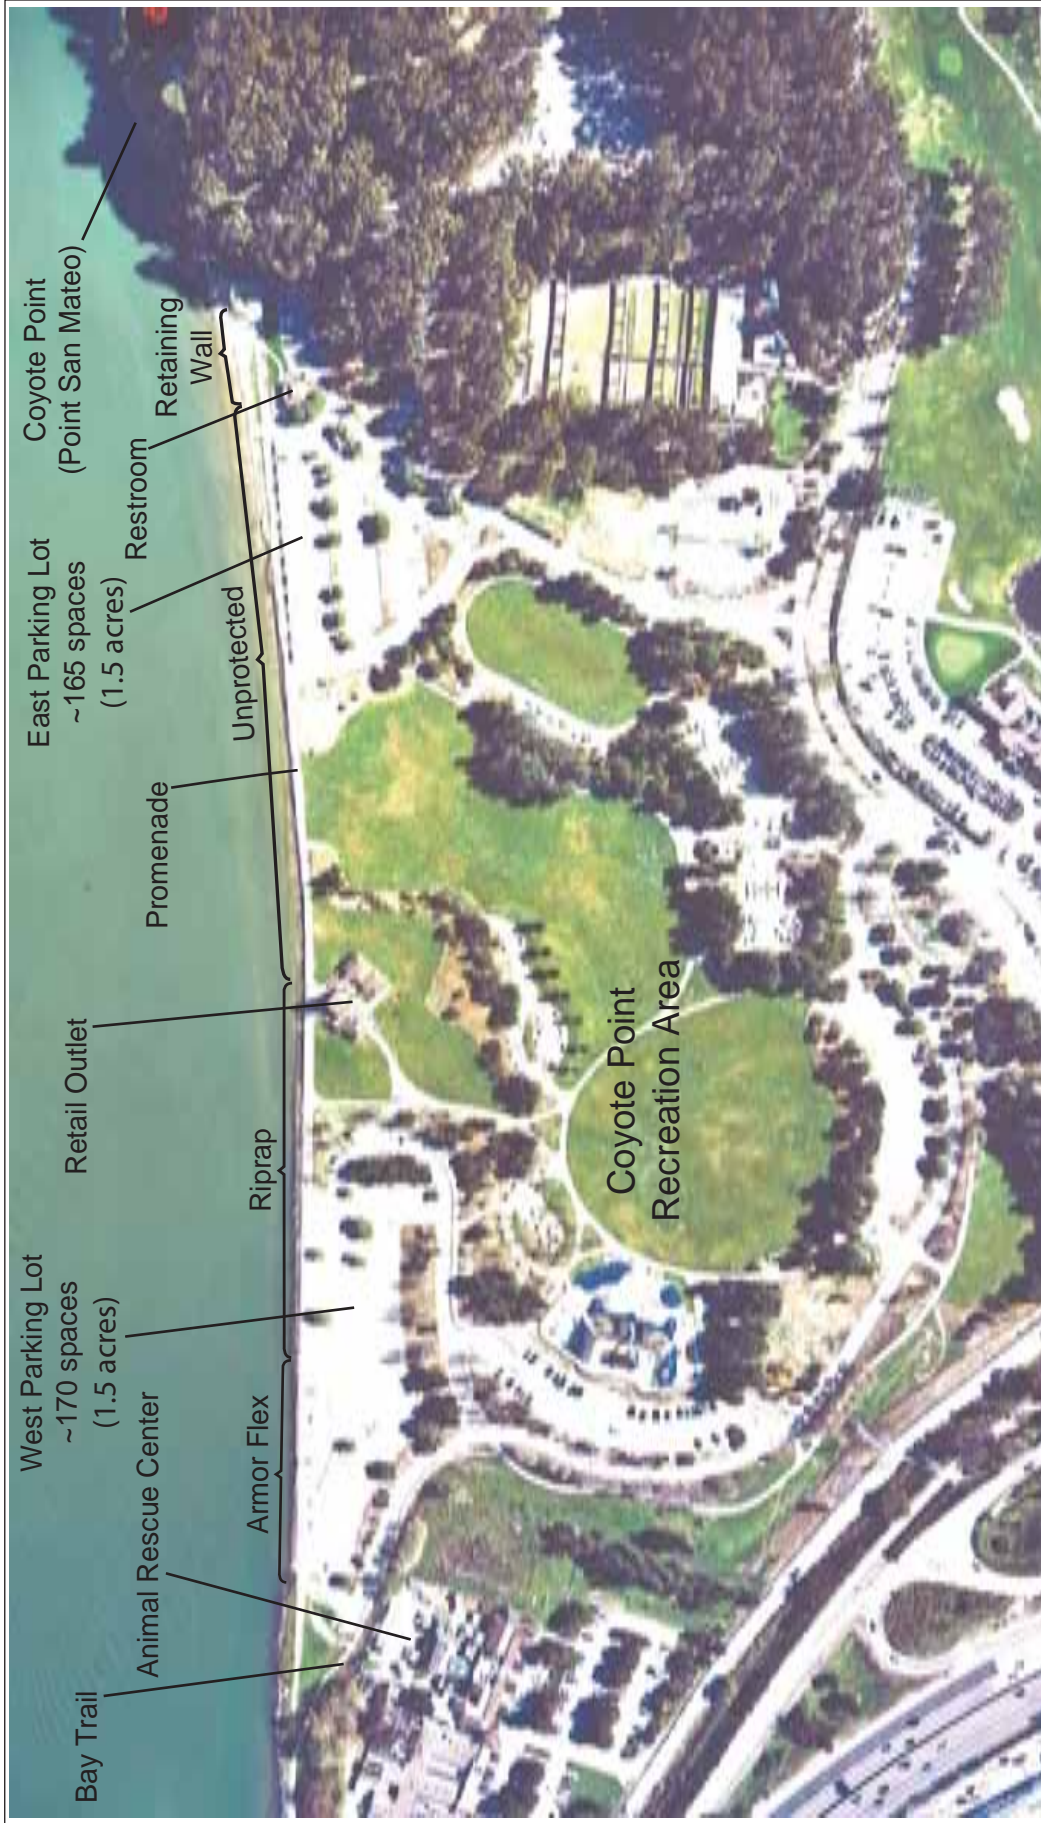 Coyote Point
(Point San Mateo)
Retaining
Wall
Restroom
East Parking Lot
~165 spaces
(1.5 acres)
Unprotected
Promenade
Retail Outlet
Riprap
West Parking Lot
~170 spaces
(1.5 acres)
Armor Flex
Animal Rescue Center
Bay Trail
Coyote Point
Recreation Area